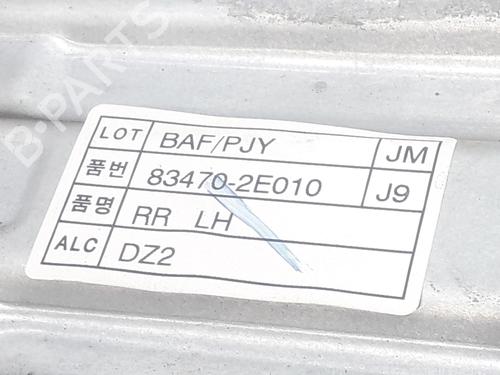 B-PARTS
LOT BAF/PJY JM
품번 83470-2E010 J9
품명 RR LH
ALC DZ2